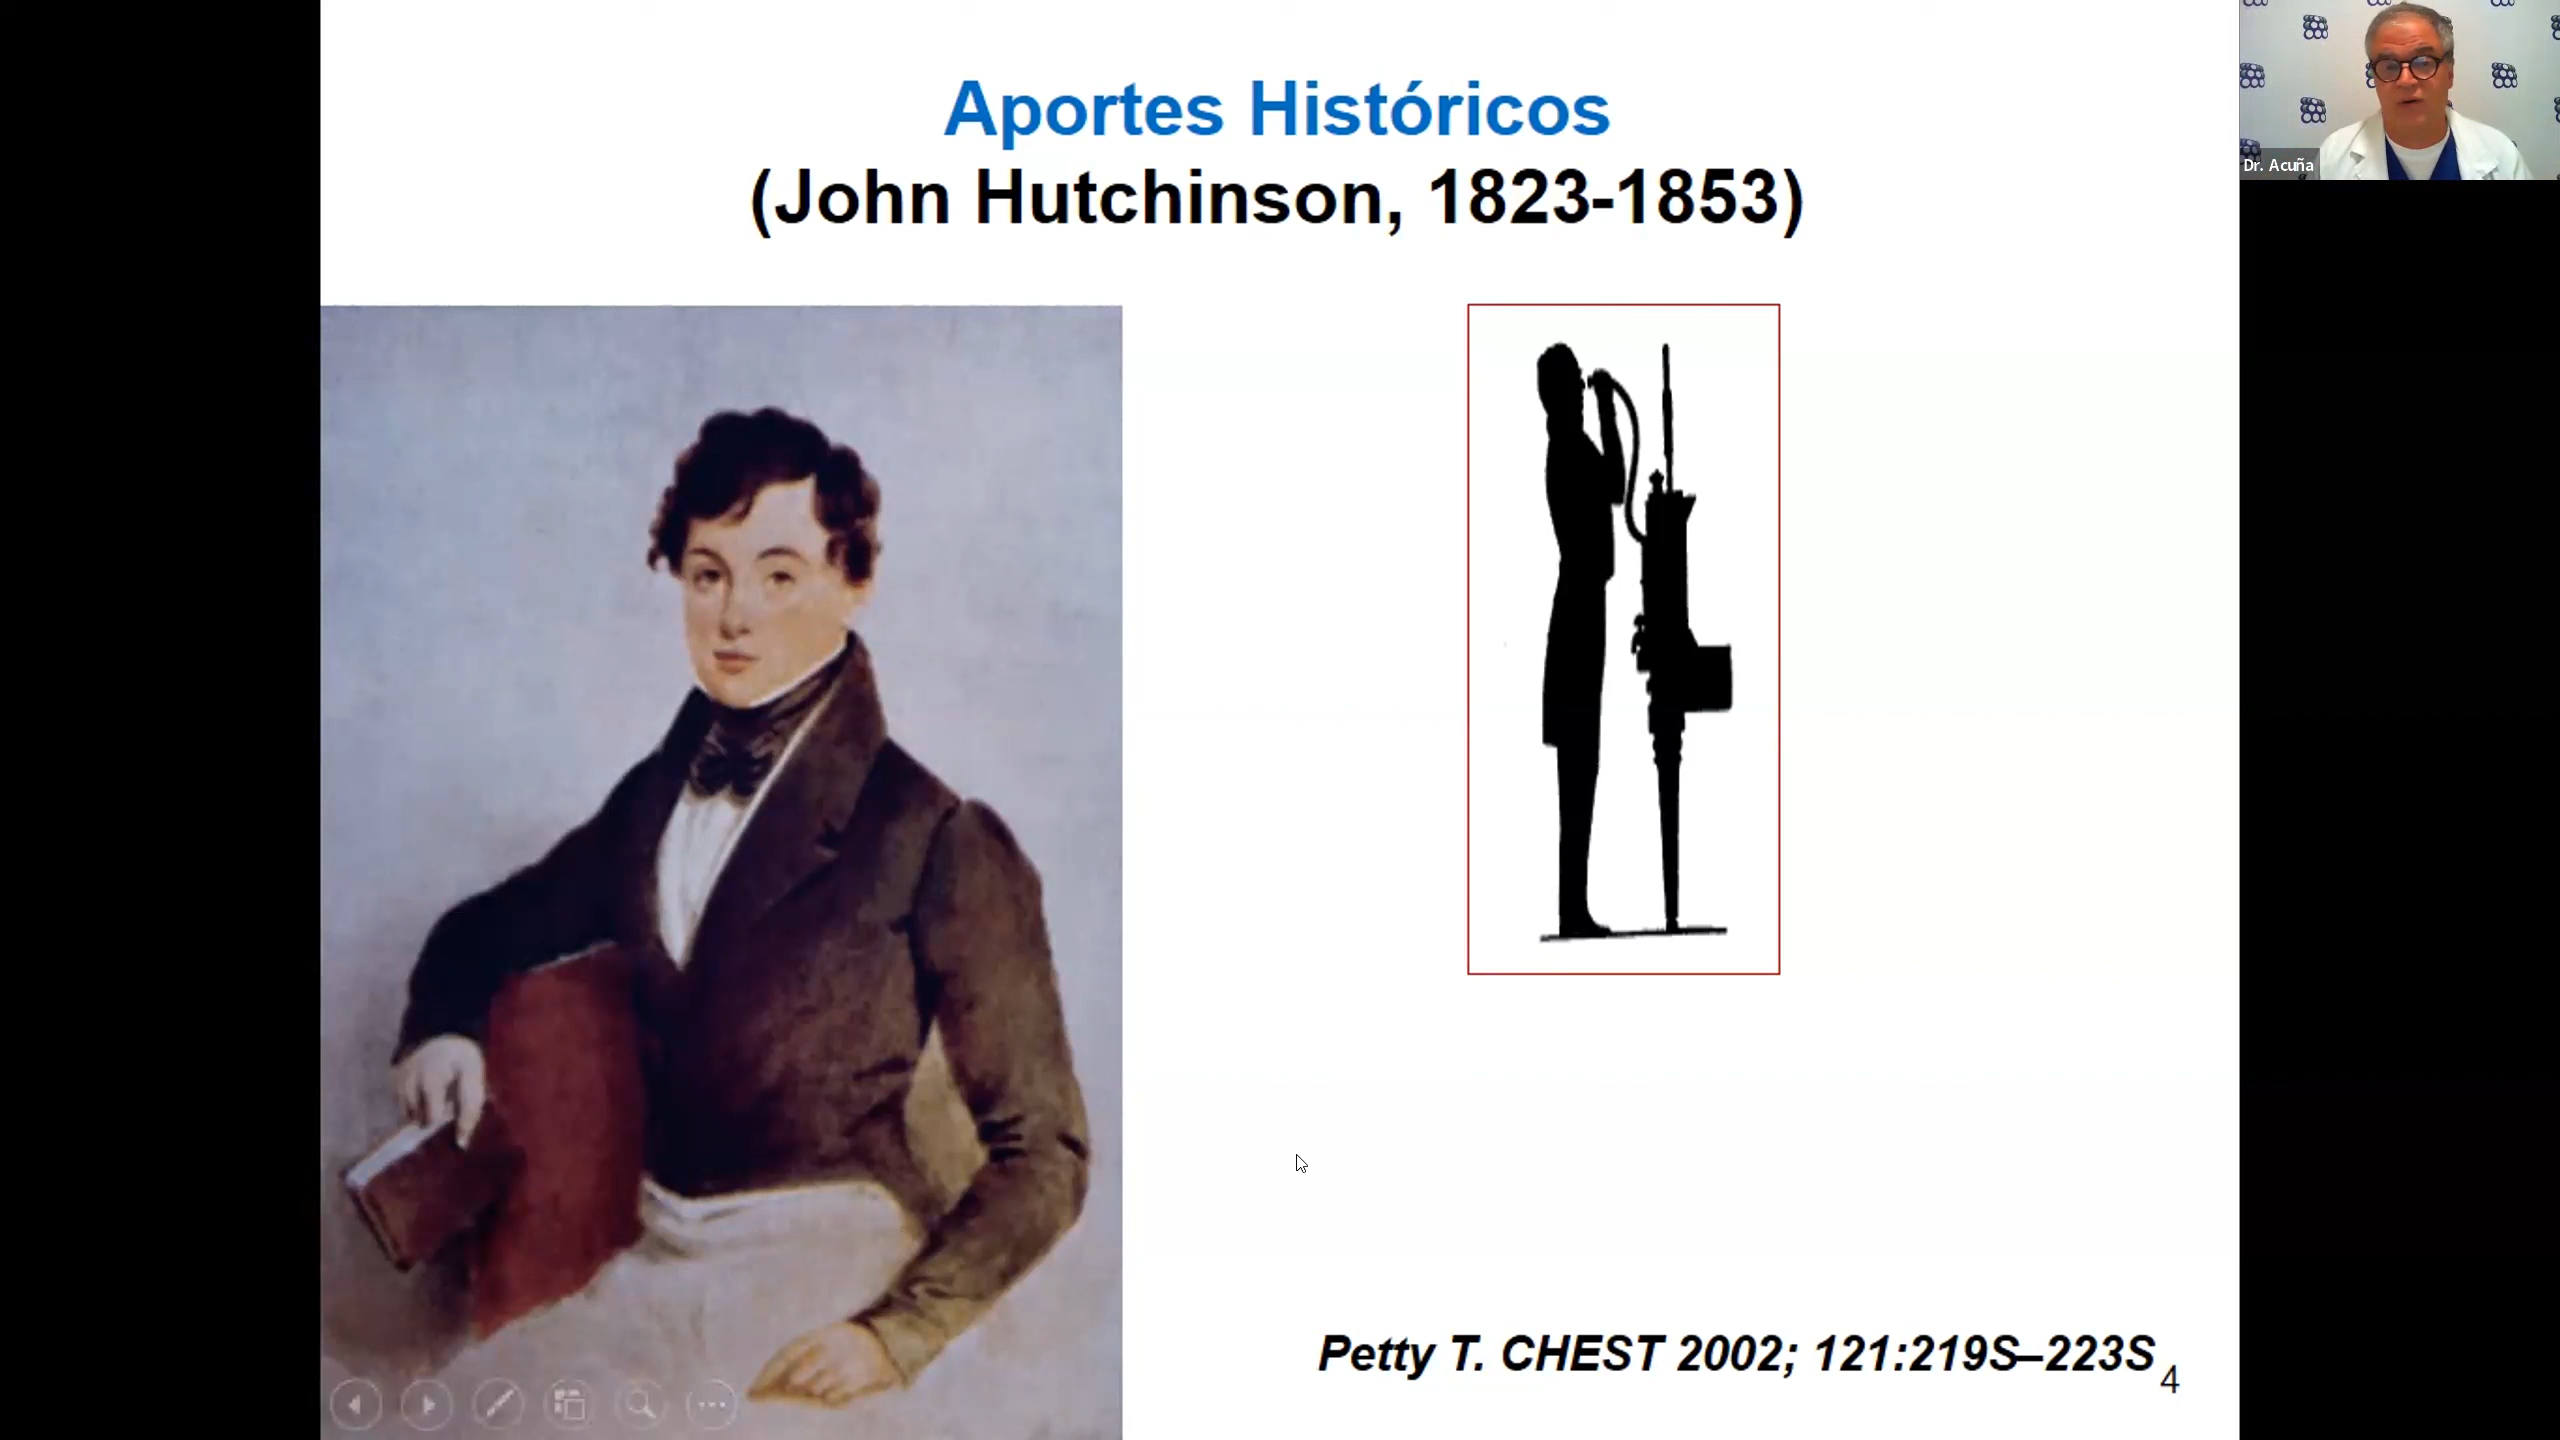 Aportes Históricos
(John Hutchinson, 1823-1853)
Dr. Acuña
Petty T. CHEST 2002; 121:219S–223S
4